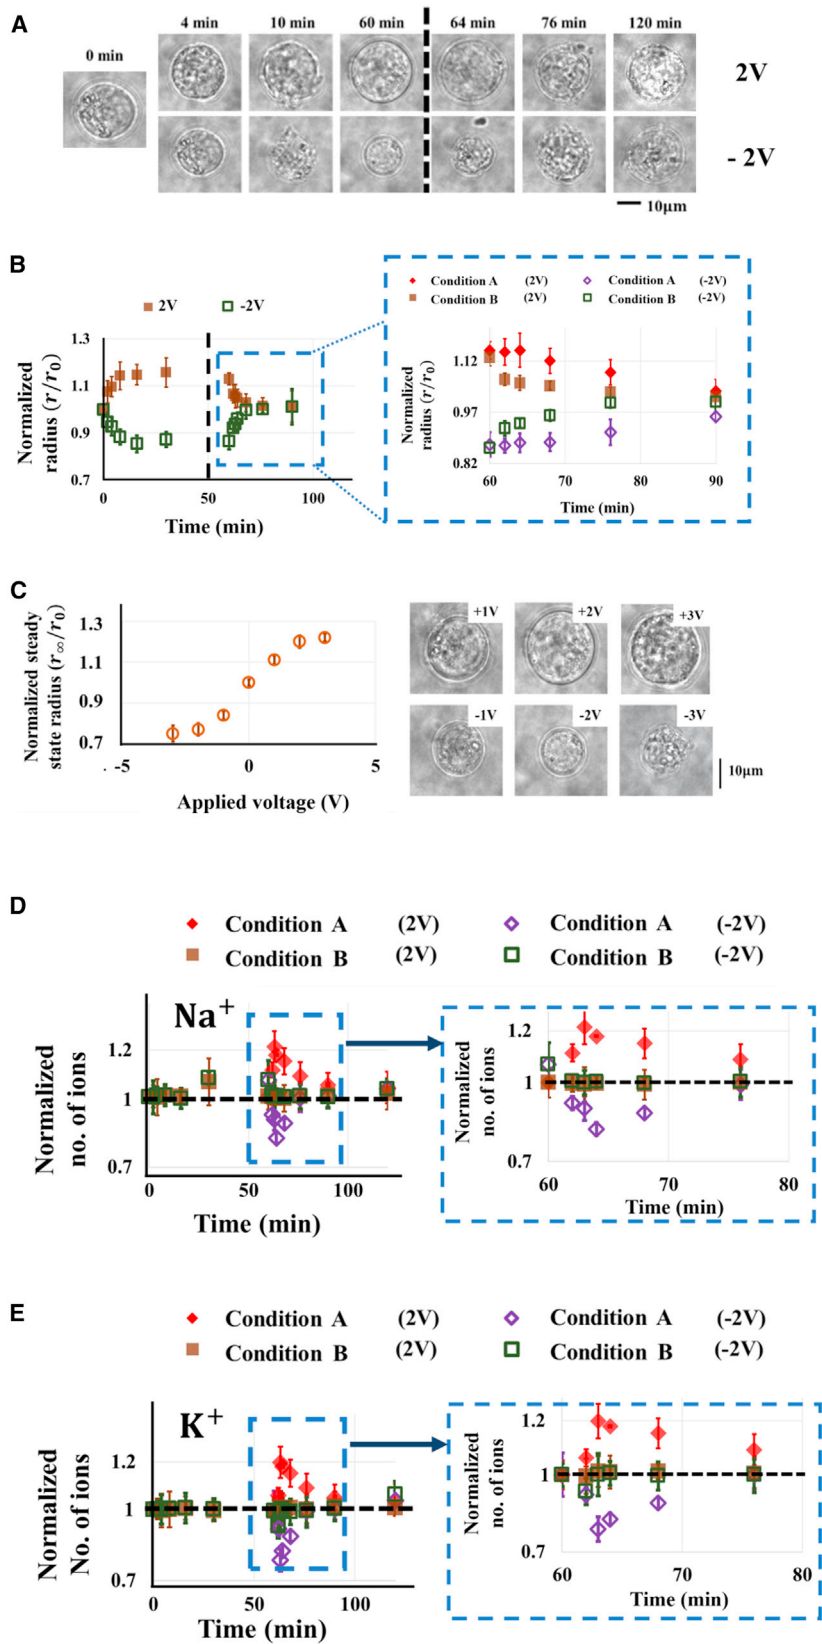 A
0 min
4 min
10 min
60 min
64 min
76 min
120 min
2V
- 2V
10μm
B
2V
-2V
Normalized
radius (r/r0)
1.3
1.1
0.9
0.7
0
50
100
Time (min)
Condition A (2V)
Condition A (-2V)
Condition B (2V)
Condition B (-2V)
Normalized
radius (r/r0)
1.12
0.97
0.82
60
70
80
90
Time (min)
C
Normalized steady
state radius (r∞/r0)
1.3
1.1
0.9
0.7
-5
0
5
Applied voltage (V)
+1V
+2V
+3V
-1V
-2V
-3V
10μm
D
Condition A (2V)
Condition A (-2V)
Condition B (2V)
Condition B (-2V)
Na+
Normalized
no. of ions
1.2
1
0.7
0
50
100
Time (min)
Normalized
no. of ions
1.2
1
0.7
60
70
80
Time (min)
E
Condition A (2V)
Condition A (-2V)
Condition B (2V)
Condition B (-2V)
K+
Normalized
No. of ions
1.2
1
0.7
0
50
100
Time (min)
Normalized
no. of ions
1.2
1
0.7
60
70
80
Time (min)